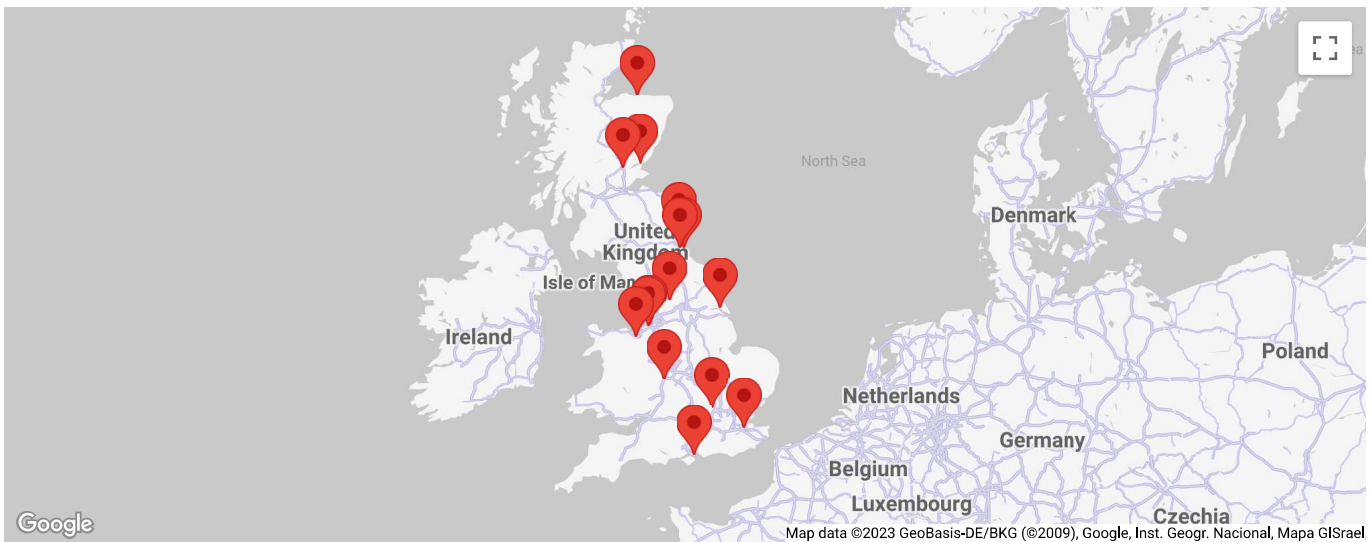 North Sea
Denmark
United
Kingdom
Isle of Man
Ireland
Poland
Netherlands
Germany
Belgium
Luxembourg
Czechia
Google
Map data ©2023 GeoBasis-DE/BKG (©2009), Google, Inst. Geogr. Nacional, Mapa GISrael